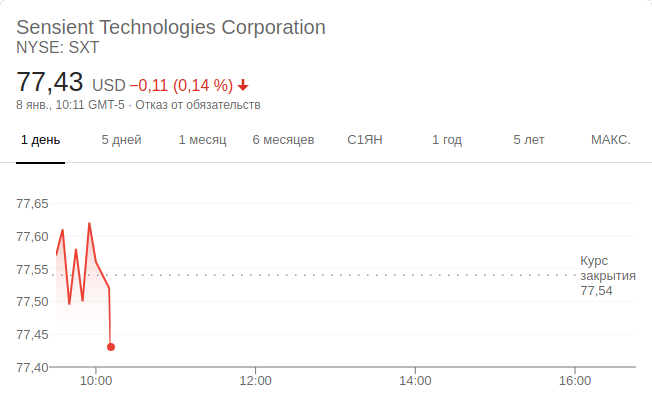 Sensient Technologies Corporation
NYSE: SXT
77,43 USD −0,11 (0,14 %)
8 янв., 10:11 GMT-5 · Отказ от обязательств
1 день 5 дней 1 месяц 6 месяцев С1ЯН 1 год 5 лет МАКС.
77,65
77,60
77,55
77,50
77,45
77,40
Курс
закрытия
77,54
10:00 12:00 14:00 16:00